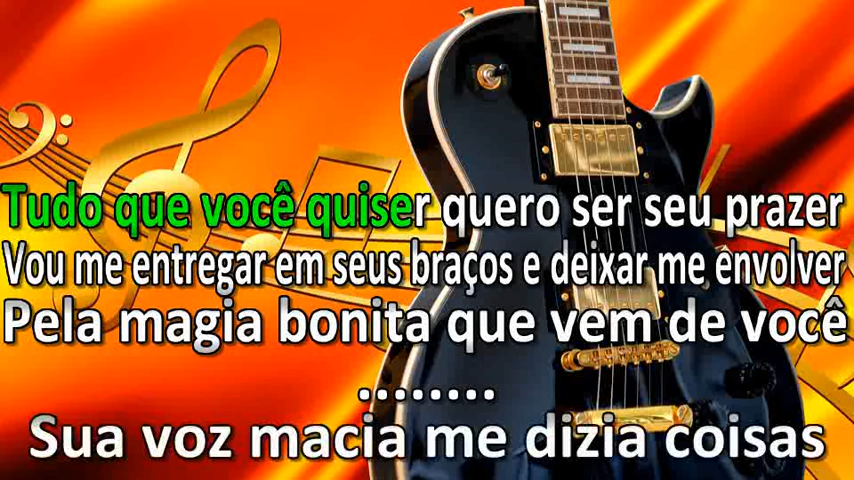 Tudo que você quiser quero ser seu prazer
Vou me entregar em seus braços e deixar me envolver
Pela magia bonita que vem de você
........
Sua voz macia me dizia coisas